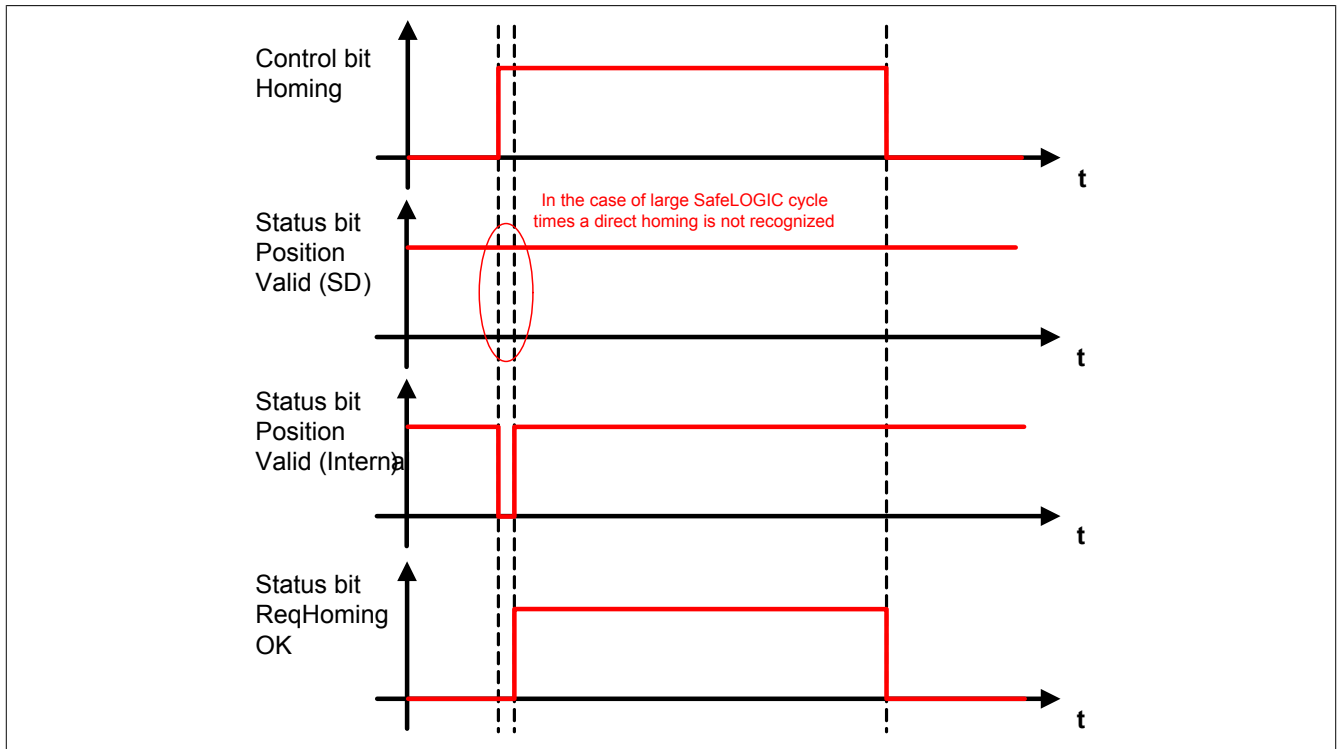 Control bit
Homing
t
In the case of large SafeLOGIC cycle
times a direct homing is not recognized
Status bit
Position
Valid (SD)
t
Status bit
Position
Valid (Internal)
t
Status bit
ReqHoming
OK
t